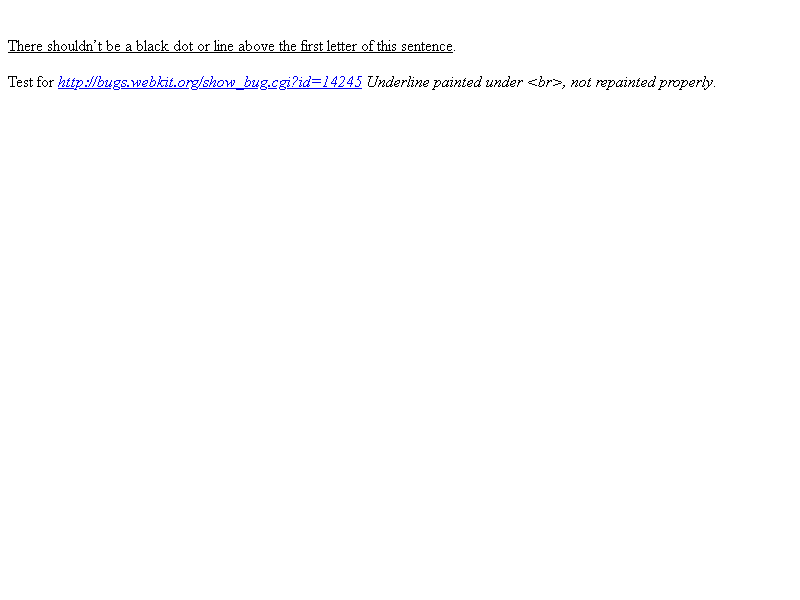 There shouldn’t be a black dot or line above the first letter of this sentence.
Test for http://bugs.webkit.org/show_bug.cgi?id=14245 Underline painted under <br>, not repainted properly.